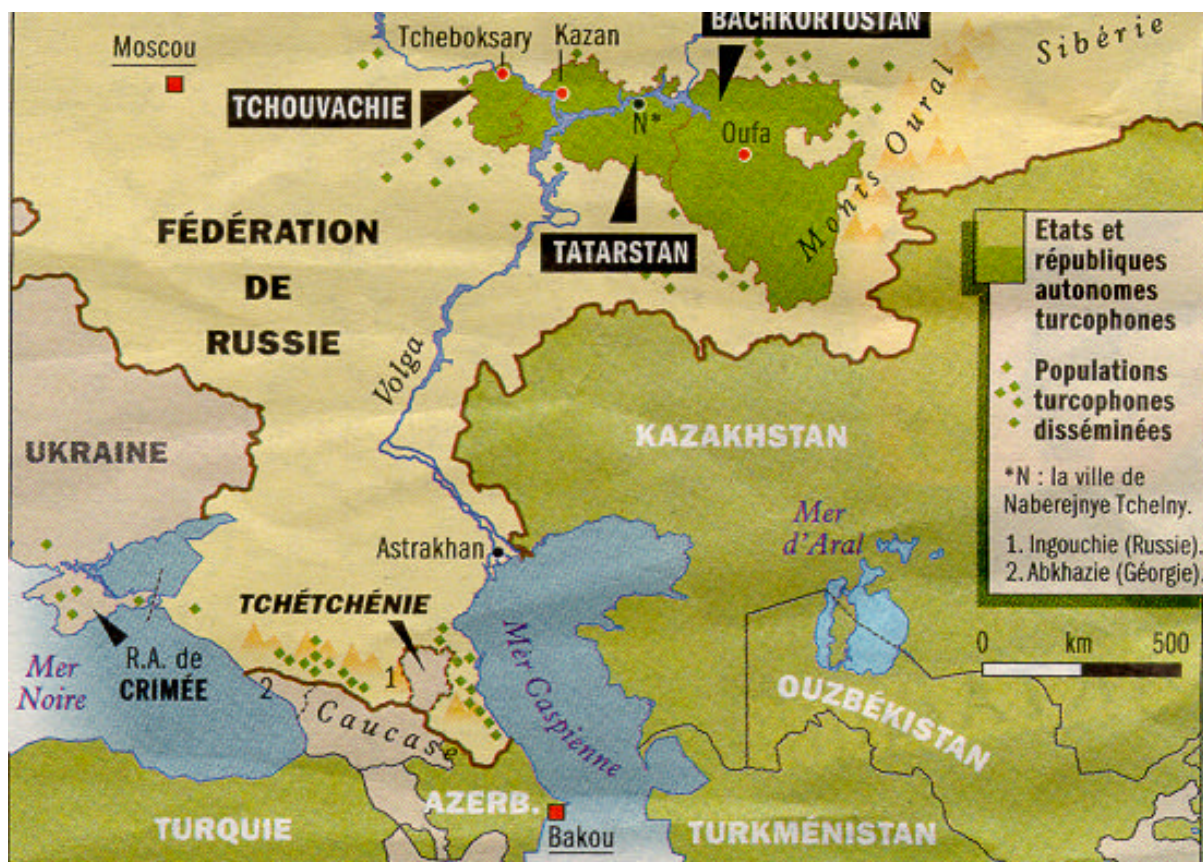 BACHKORTOSTAN
Moscou
Tcheboksary
Kazan
Sibérie
TCHOUVACHIE
N*
Oufa
Monts Oural
TATARSTAN
FÉDÉRATION
DE
RUSSIE
Volga
UKRAINE
KAZAKHSTAN
Mer
d'Aral
Astrakhan
TCHÉTCHÉNIE
Mer
Noire
R.A. de
CRIMÉE
2
1
Caucase
Mer Caspienne
OUZBÉKISTAN
AZERB.
TURQUIE
Bakou
TURKMÉNISTAN
Etats et
républiques
autonomes
turcophones
Populations
turcophones
disséminées
*N : la ville de
Naberejnye Tchelny.
1. Ingouchie (Russie).
2. Abkhazie (Géorgie).
0 km 500